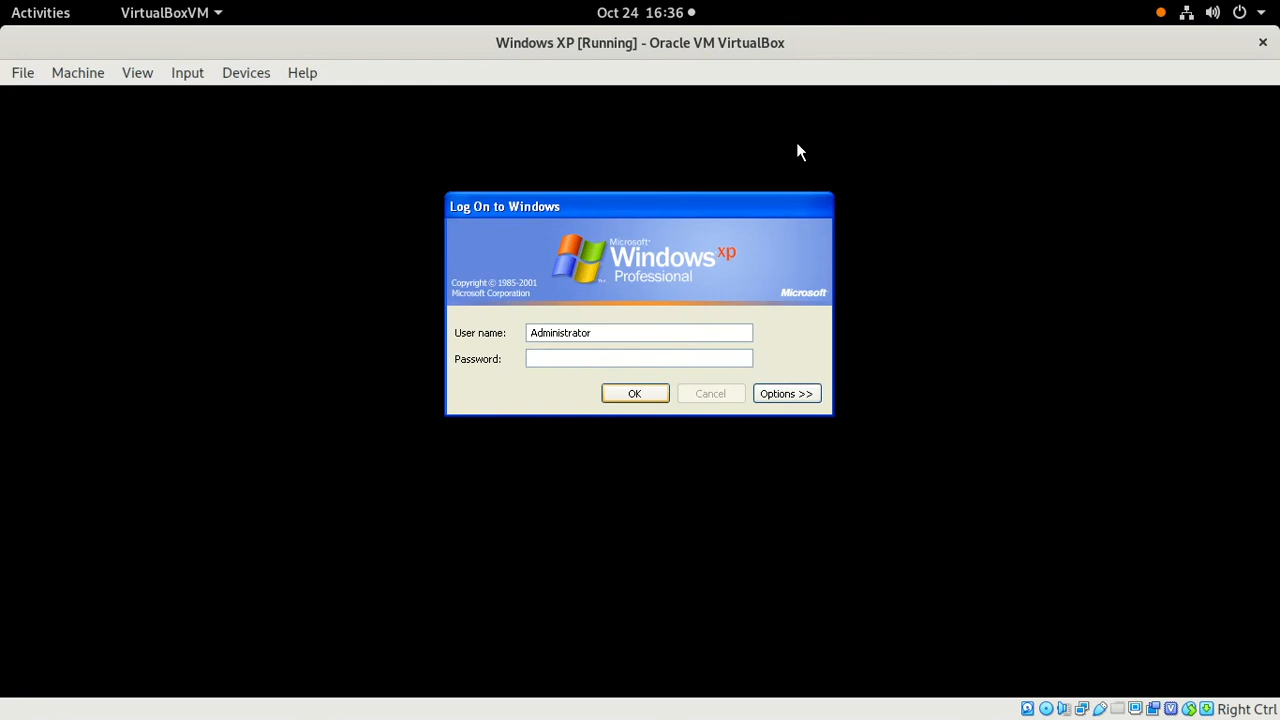 Activities VirtualBoxVM Oct 24 16:36
Windows XP [Running] - Oracle VM VirtualBox
File Machine View Input Devices Help
Log On to Windows
Microsoft®
Windows xp
Professional
Copyright © 1985-2001
Microsoft Corporation
Microsoft
User name: Administrator
Password:
OK Cancel Options >>
Right Ctrl